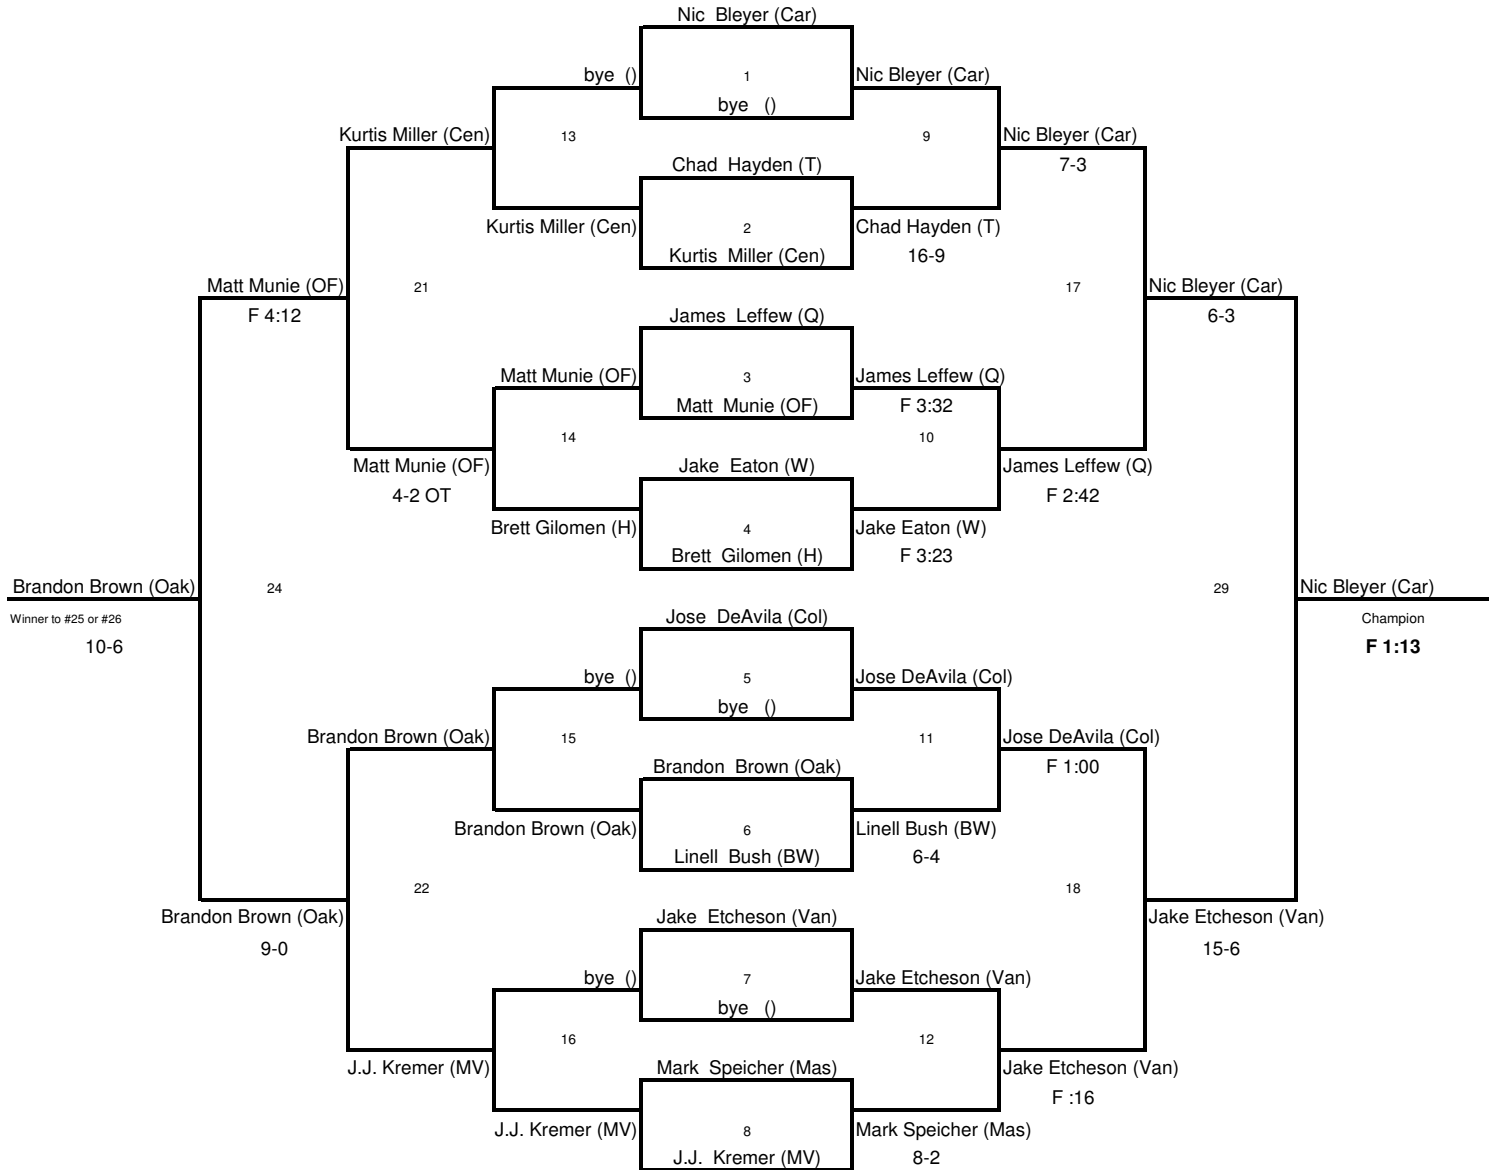 Nic Bleyer (Car)
bye ()
1
Nic Bleyer (Car)
bye ()
Kurtis Miller (Cen)
13
9
Nic Bleyer (Car)
Chad Hayden (T)
7-3
Kurtis Miller (Cen)
2
Chad Hayden (T)
Kurtis Miller (Cen)
16-9
Matt Munie (OF)
21
17
Nic Bleyer (Car)
F 4:12
James Leffew (Q)
6-3
Matt Munie (OF)
3
James Leffew (Q)
Matt Munie (OF)
F 3:32
14
10
Matt Munie (OF)
Jake Eaton (W)
James Leffew (Q)
4-2 OT
F 2:42
Brett Gilomen (H)
4
Jake Eaton (W)
Brett Gilomen (H)
F 3:23
Brandon Brown (Oak)
24
29
Nic Bleyer (Car)
Winner to #25 or #26
Jose DeAvila (Col)
Champion
10-6
F 1:13
bye ()
5
Jose DeAvila (Col)
bye ()
Brandon Brown (Oak)
15
11
Jose DeAvila (Col)
Brandon Brown (Oak)
F 1:00
Brandon Brown (Oak)
6
Linell Bush (BW)
Linell Bush (BW)
6-4
22
18
Brandon Brown (Oak)
Jake Etcheson (Van)
Jake Etcheson (Van)
9-0
15-6
bye ()
7
Jake Etcheson (Van)
bye ()
16
12
J.J. Kremer (MV)
Mark Speicher (Mas)
Jake Etcheson (Van)
F :16
J.J. Kremer (MV)
8
Mark Speicher (Mas)
J.J. Kremer (MV)
8-2